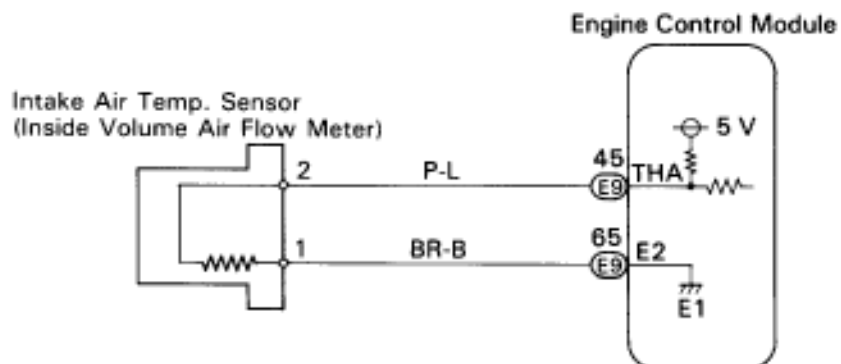 Engine Control Module
Intake Air Temp. Sensor
(Inside Volume Air Flow Meter)
5 V
2
P-L
45
E9
THA
1
BR-B
65
E9
E2
E1